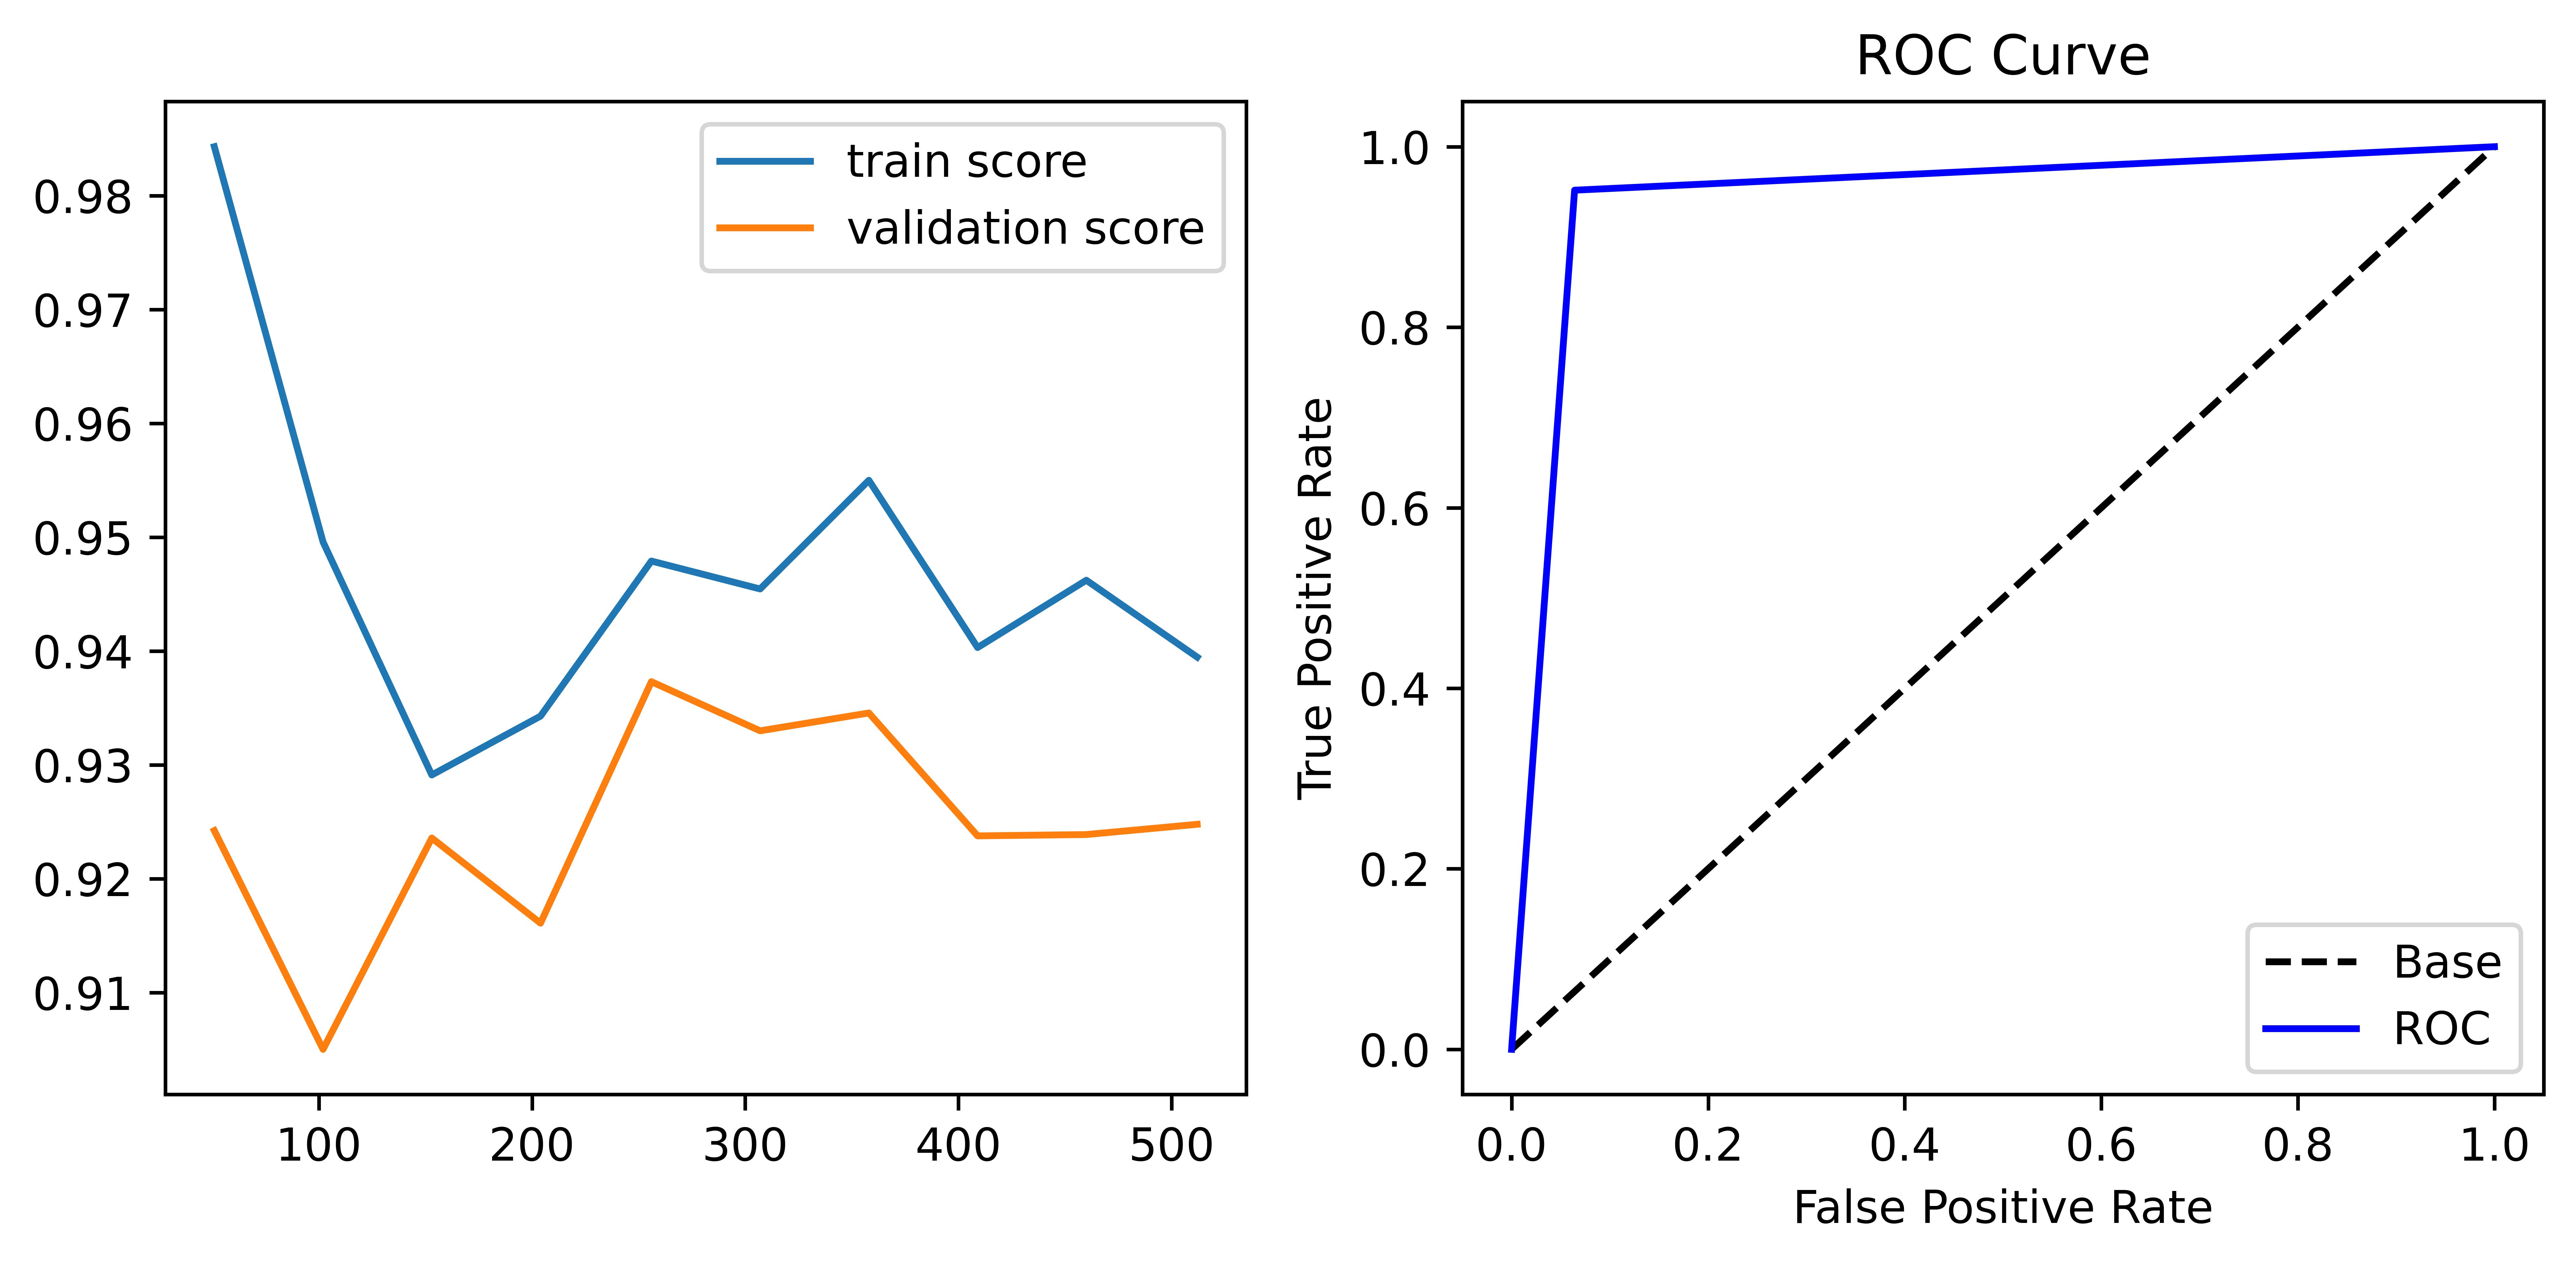 train score
validation score
0.98
0.97
0.96
0.95
0.94
0.93
0.92
0.91
100 200 300 400 500
ROC Curve
True Positive Rate
1.0
0.8
0.6
0.4
0.2
0.0
Base
ROC
0.0 0.2 0.4 0.6 0.8 1.0
False Positive Rate